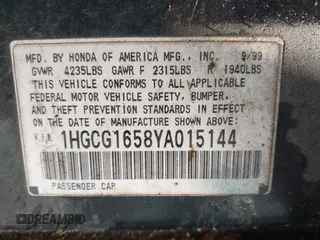 MFD. BY HONDA OF AMERICA MFG., INC. 9/99
GVWR 4235LBS GAWR F 2315LBS R 1940LBS
THIS VEHICLE CONFORMS TO ALL APPLICABLE
FEDERAL MOTOR VEHICLE SAFETY, BUMPER,
AND THEFT PREVENTION STANDARDS IN EFFECT
ON THE DATE OF MANUFACTURE SHOWN ABOVE.
V.I.N. 1HGCG1658YA015144
PASSENGER CAR
DREAMBID